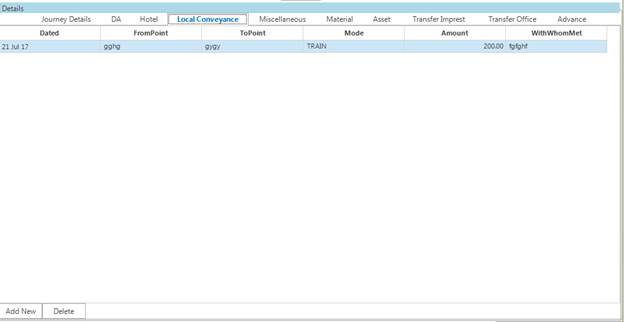 Details
Journey Details DA Hotel Local Conveyance Miscellaneous Material Asset Transfer Imprest Transfer Office Advance
Dated FromPoint ToPoint Mode Amount WithWhomMet
21 Jul 17 gghg gygy TRAIN 200.00 fgfghf
Add New Delete